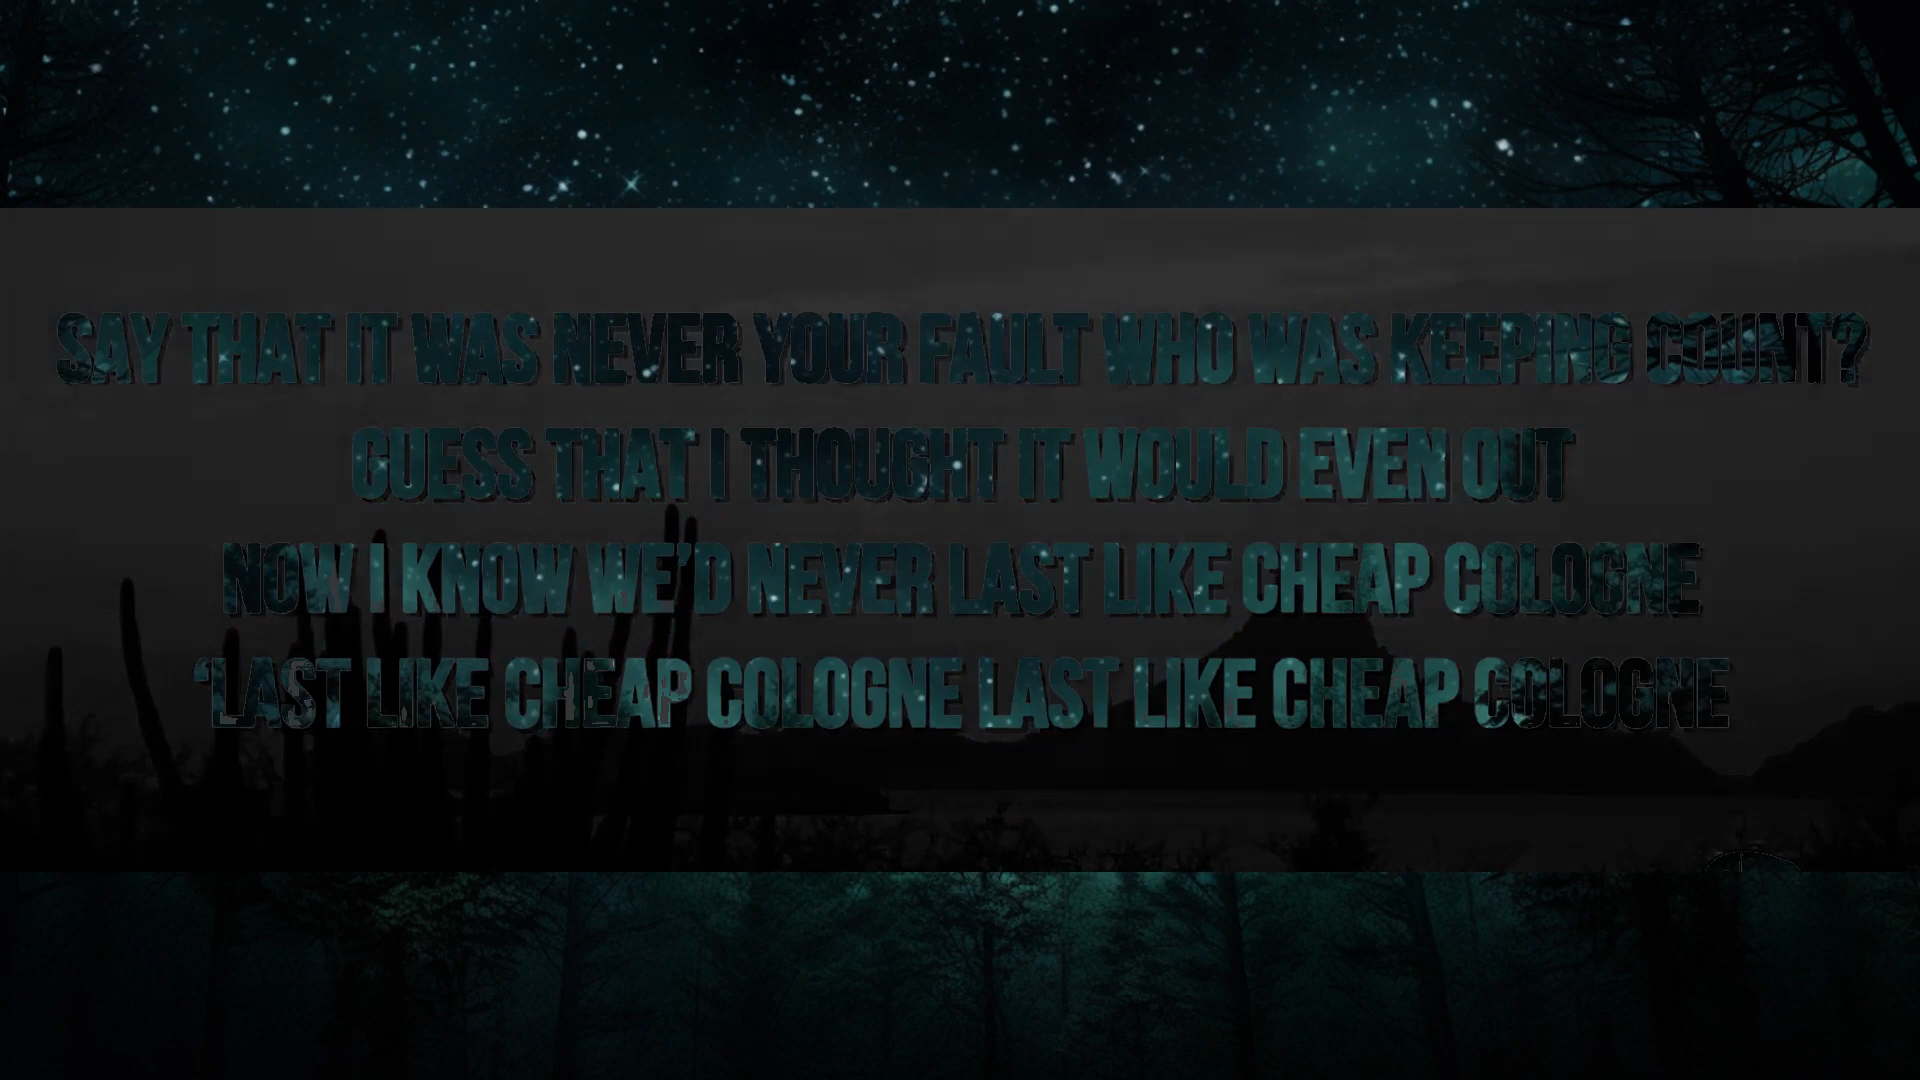 SAY THAT IT WAS NEVER YOUR FAULT WHO WAS KEEPING COUNT?
GUESS THAT I THOUGHT IT WOULD EVEN OUT
NOW I KNOW WE'D NEVER LAST LIKE CHEAP COLOGNE
‘LAST LIKE CHEAP COLOGNE LAST LIKE CHEAP COLOGNE